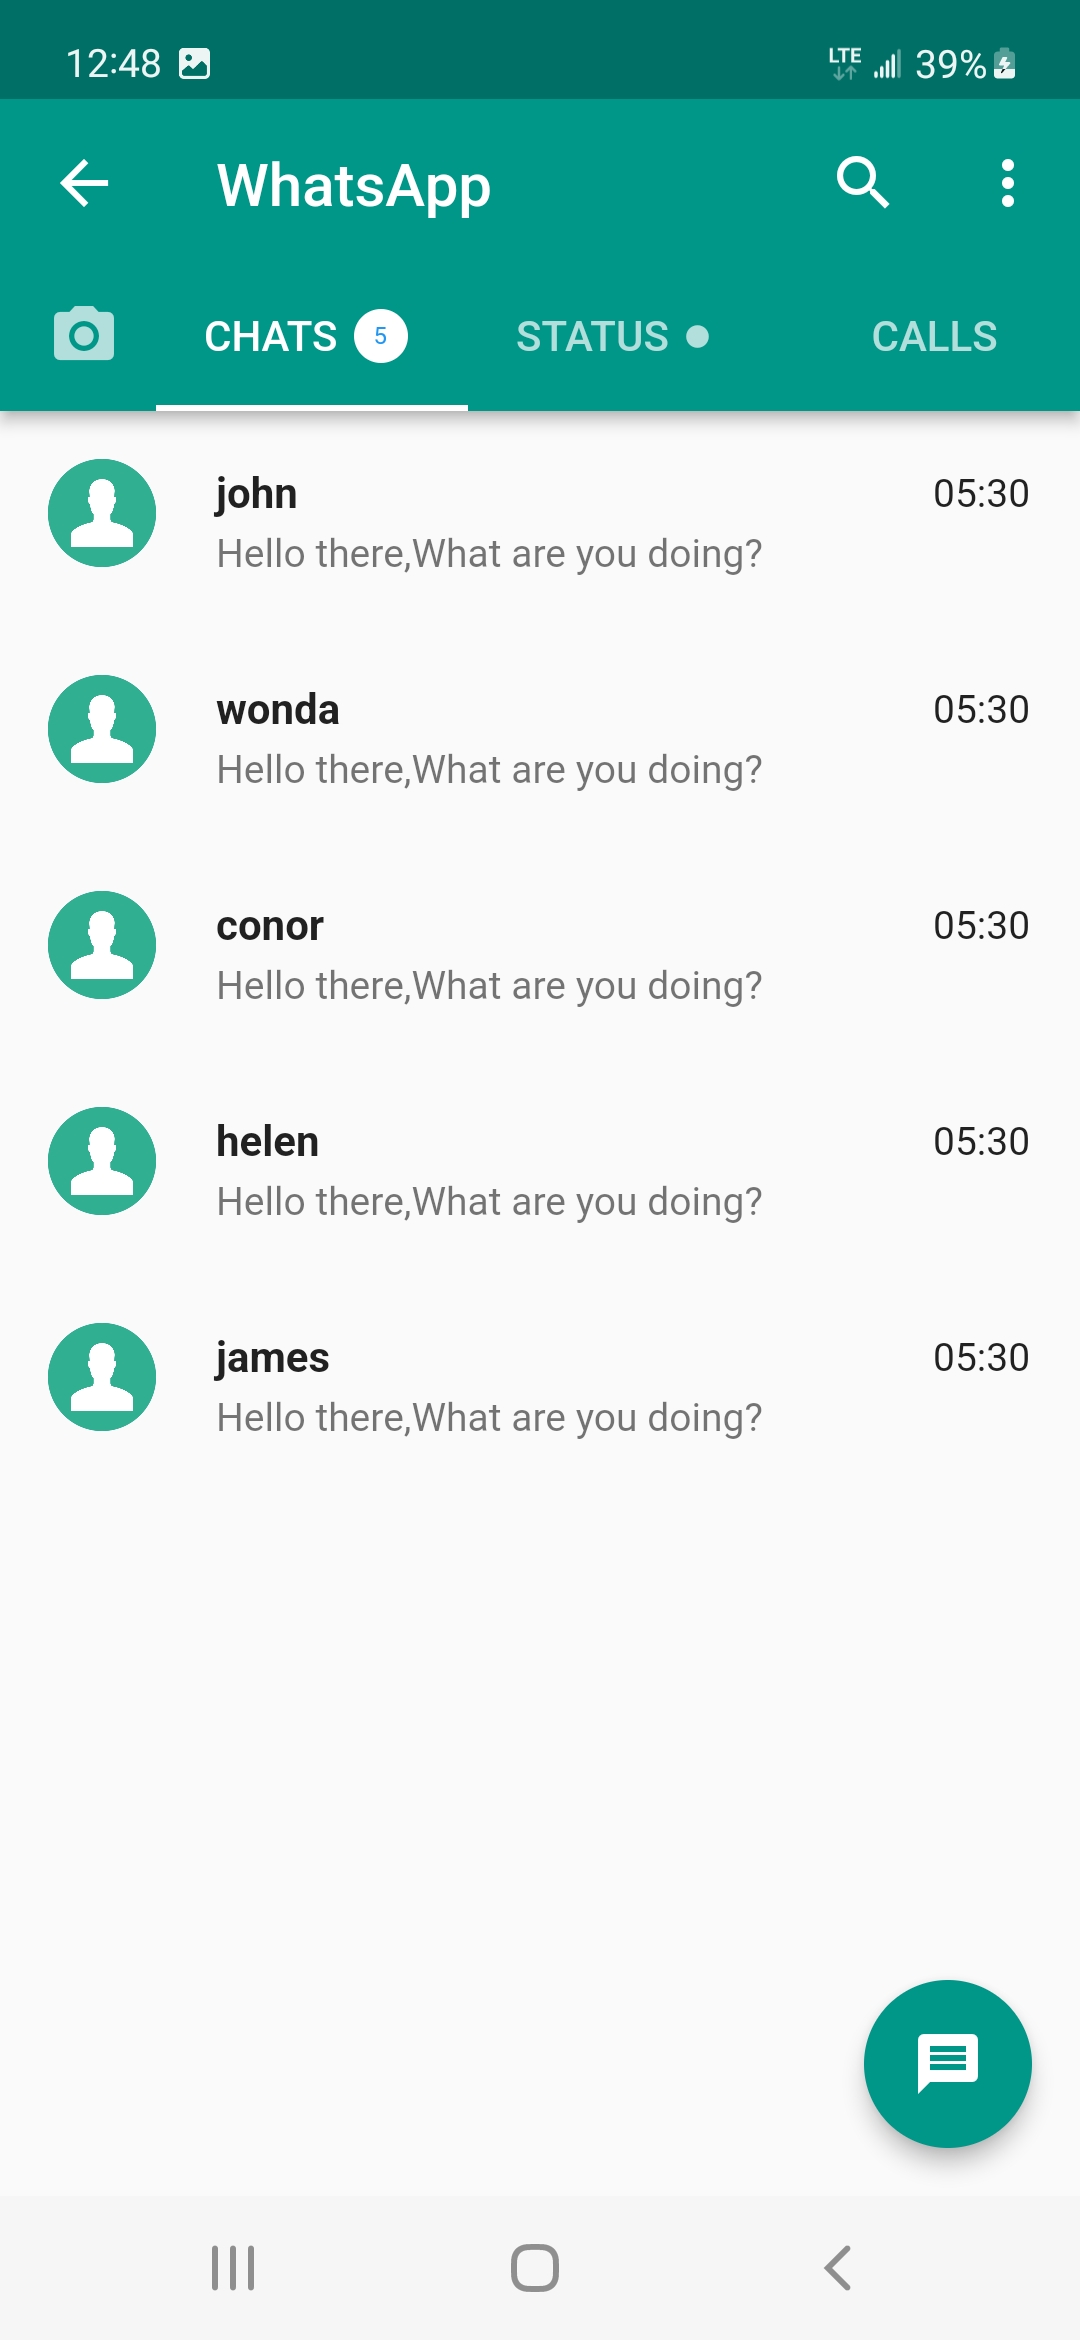 12:48 LTE 39%
WhatsApp
CHATS 5 STATUS CALLS
john 05:30
Hello there,What are you doing?
wonda 05:30
Hello there,What are you doing?
conor 05:30
Hello there,What are you doing?
helen 05:30
Hello there,What are you doing?
james 05:30
Hello there,What are you doing?